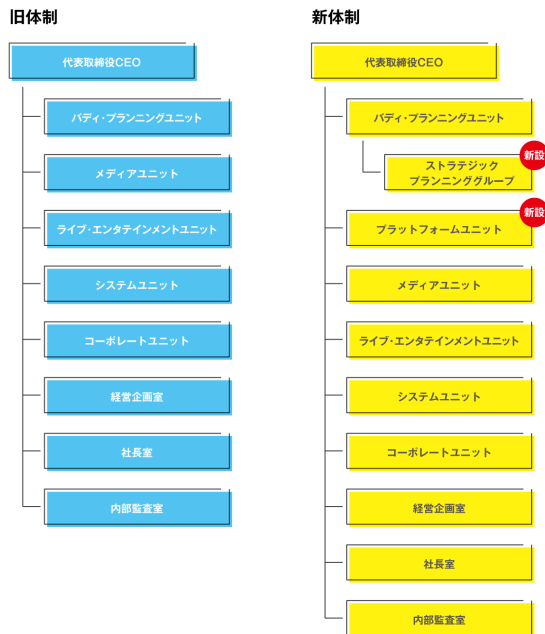 旧体制
代表取締役CEO
バディ・プランニングユニット
メディアユニット
ライブ・エンタテインメントユニット
システムユニット
コーポレートユニット
経営企画室
社長室
内部監査室
新体制
代表取締役CEO
バディ・プランニングユニット
新設
ストラテジック
プランニンググループ
新設
プラットフォームユニット
メディアユニット
ライブ・エンタテインメントユニット
システムユニット
コーポレートユニット
経営企画室
社長室
内部監査室